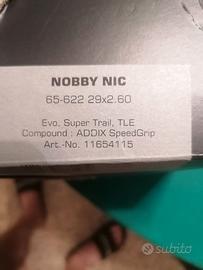 NOBBY NIC
65-622 29x2.60
Evo, Super Trail, TLE
Compound : ADDIX SpeedGrip
Art.-No. 11654115
subito